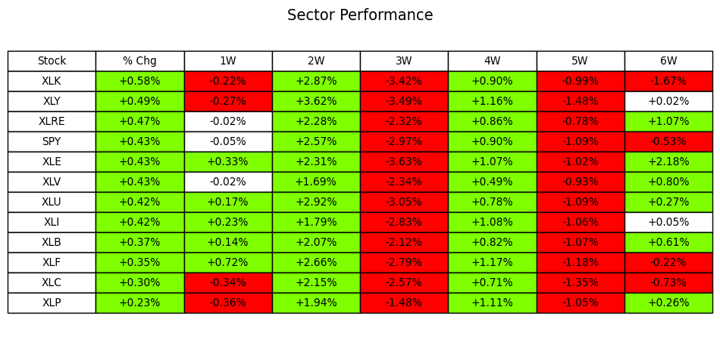 Sector Performance
Stock % Chg 1W 2W 3W 4W 5W 6W
XLK +0.58% -0.22% +2.87% -3.42% +0.90% -0.99% -1.67%
XLY +0.49% -0.27% +3.62% -3.49% +1.16% -1.48% +0.02%
XLRE +0.47% -0.02% +2.28% -2.32% +0.86% -0.78% +1.07%
SPY +0.43% -0.05% +2.57% -2.97% +0.90% -1.09% -0.53%
XLE +0.43% +0.33% +2.31% -3.63% +1.07% -1.02% +2.18%
XLV +0.43% -0.02% +1.69% -2.34% +0.49% -0.93% +0.80%
XLU +0.42% +0.17% +2.92% -3.05% +0.78% -1.09% +0.27%
XLI +0.42% +0.23% +1.79% -2.83% +1.08% -1.06% +0.05%
XLB +0.37% +0.14% +2.07% -2.12% +0.82% -1.07% +0.61%
XLF +0.35% +0.72% +2.66% -2.79% +1.17% -1.18% -0.22%
XLC +0.30% -0.34% +2.15% -2.57% +0.71% -1.35% -0.73%
XLP +0.23% -0.36% +1.94% -1.48% +1.11% -1.05% +0.26%